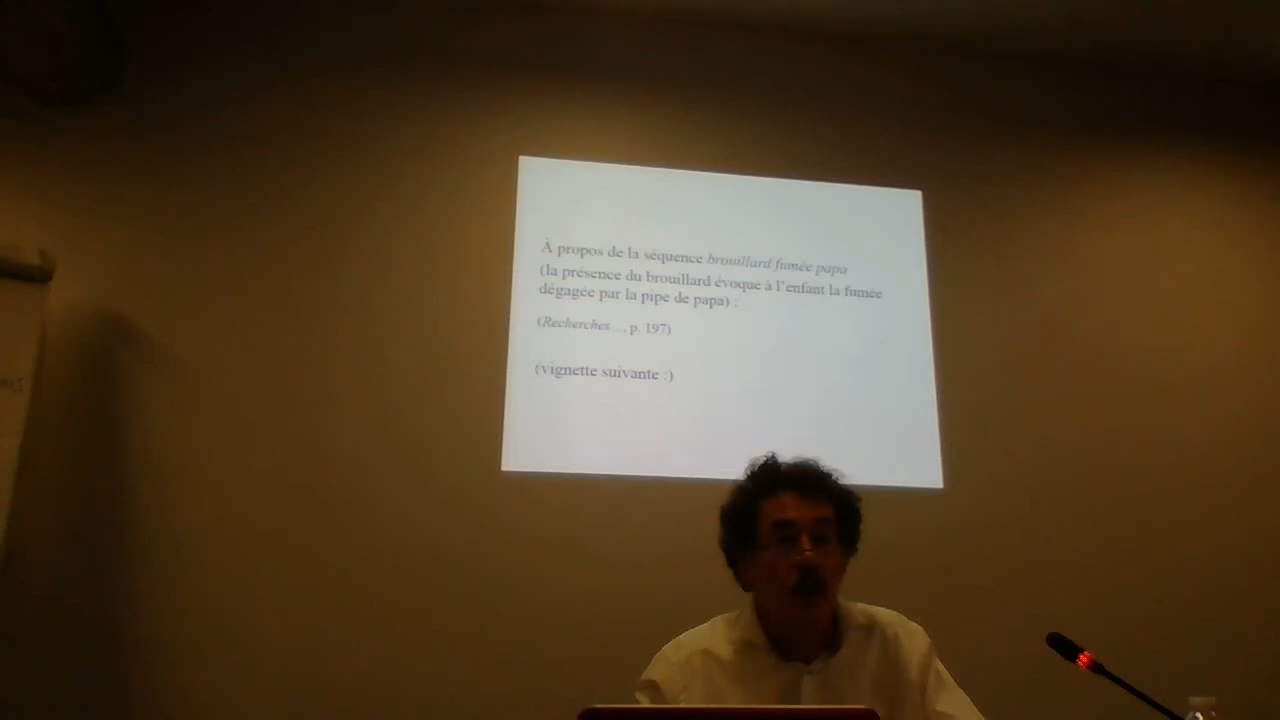 À propos de la séquence brouillard fumée papa
(la présence du brouillard évoque à l'enfant la fumée
dégagée par la pipe de papa) :
(Recherches..., p. 197)
(vignette suivante :)